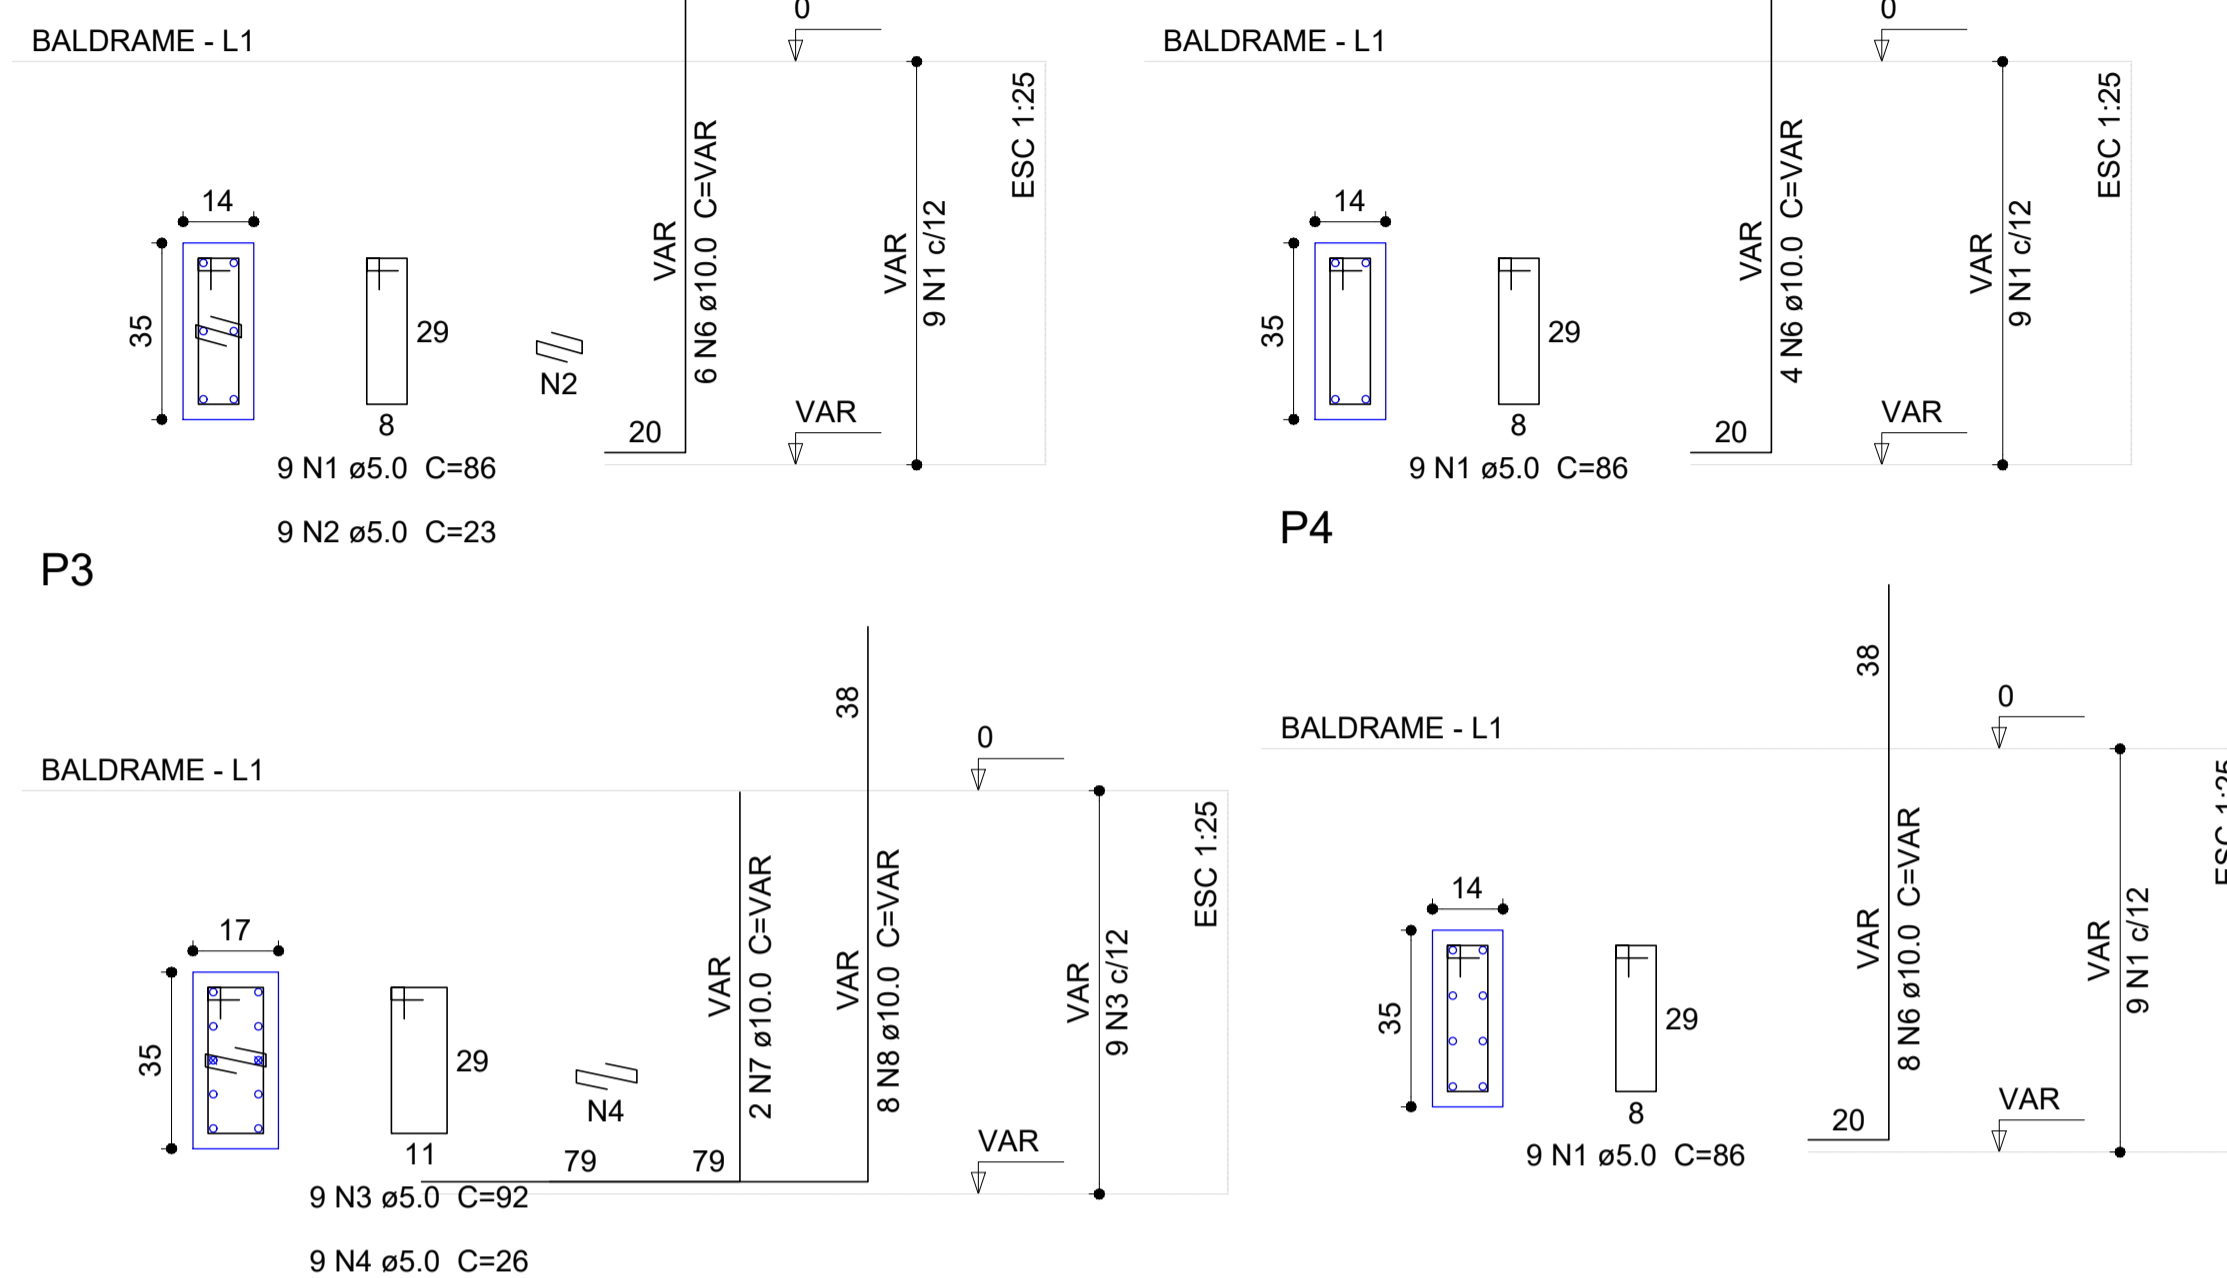 0
BALDRAME - L1
ESC 1:25
14
35
29
8
N2
VAR
6 N6 ø10.0 C=VAR
20
VAR
VAR
9 N1 c/12
9 N1 ø5.0 C=86
9 N2 ø5.0 C=23
0
BALDRAME - L1
ESC 1:25
14
35
29
8
VAR
4 N6 ø10.0 C=VAR
20
VAR
VAR
9 N1 c/12
9 N1 ø5.0 C=86
P3
38
0
BALDRAME - L1
ESC 1:25
17
35
29
11
N4
79
79
VAR
2 N7 ø10.0 C=VAR
VAR
8 N8 ø10.0 C=VAR
VAR
VAR
9 N3 c/12
9 N3 ø5.0 C=92
9 N4 ø5.0 C=26
P4
38
0
BALDRAME - L1
14
35
29
8
VAR
8 N6 ø10.0 C=VAR
20
VAR
VAR
9 N1 c/12
9 N1 ø5.0 C=86